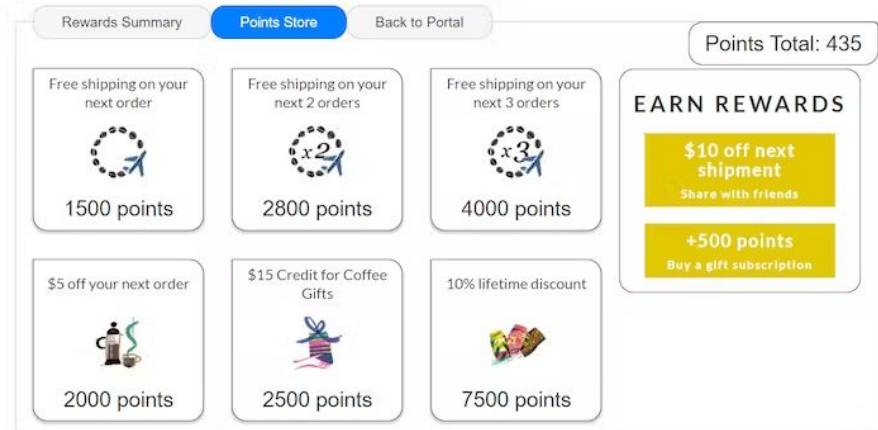 Rewards Summary
Points Store
Back to Portal
Points Total: 435
Free shipping on your
next order
1500 points
Free shipping on your
next 2 orders
x2
2800 points
Free shipping on your
next 3 orders
x3
4000 points
EARN REWARDS
$10 off next
shipment
Share with friends
+500 points
Buy a gift subscription
$5 off your next order
2000 points
$15 Credit for Coffee
Gifts
2500 points
10% lifetime discount
7500 points